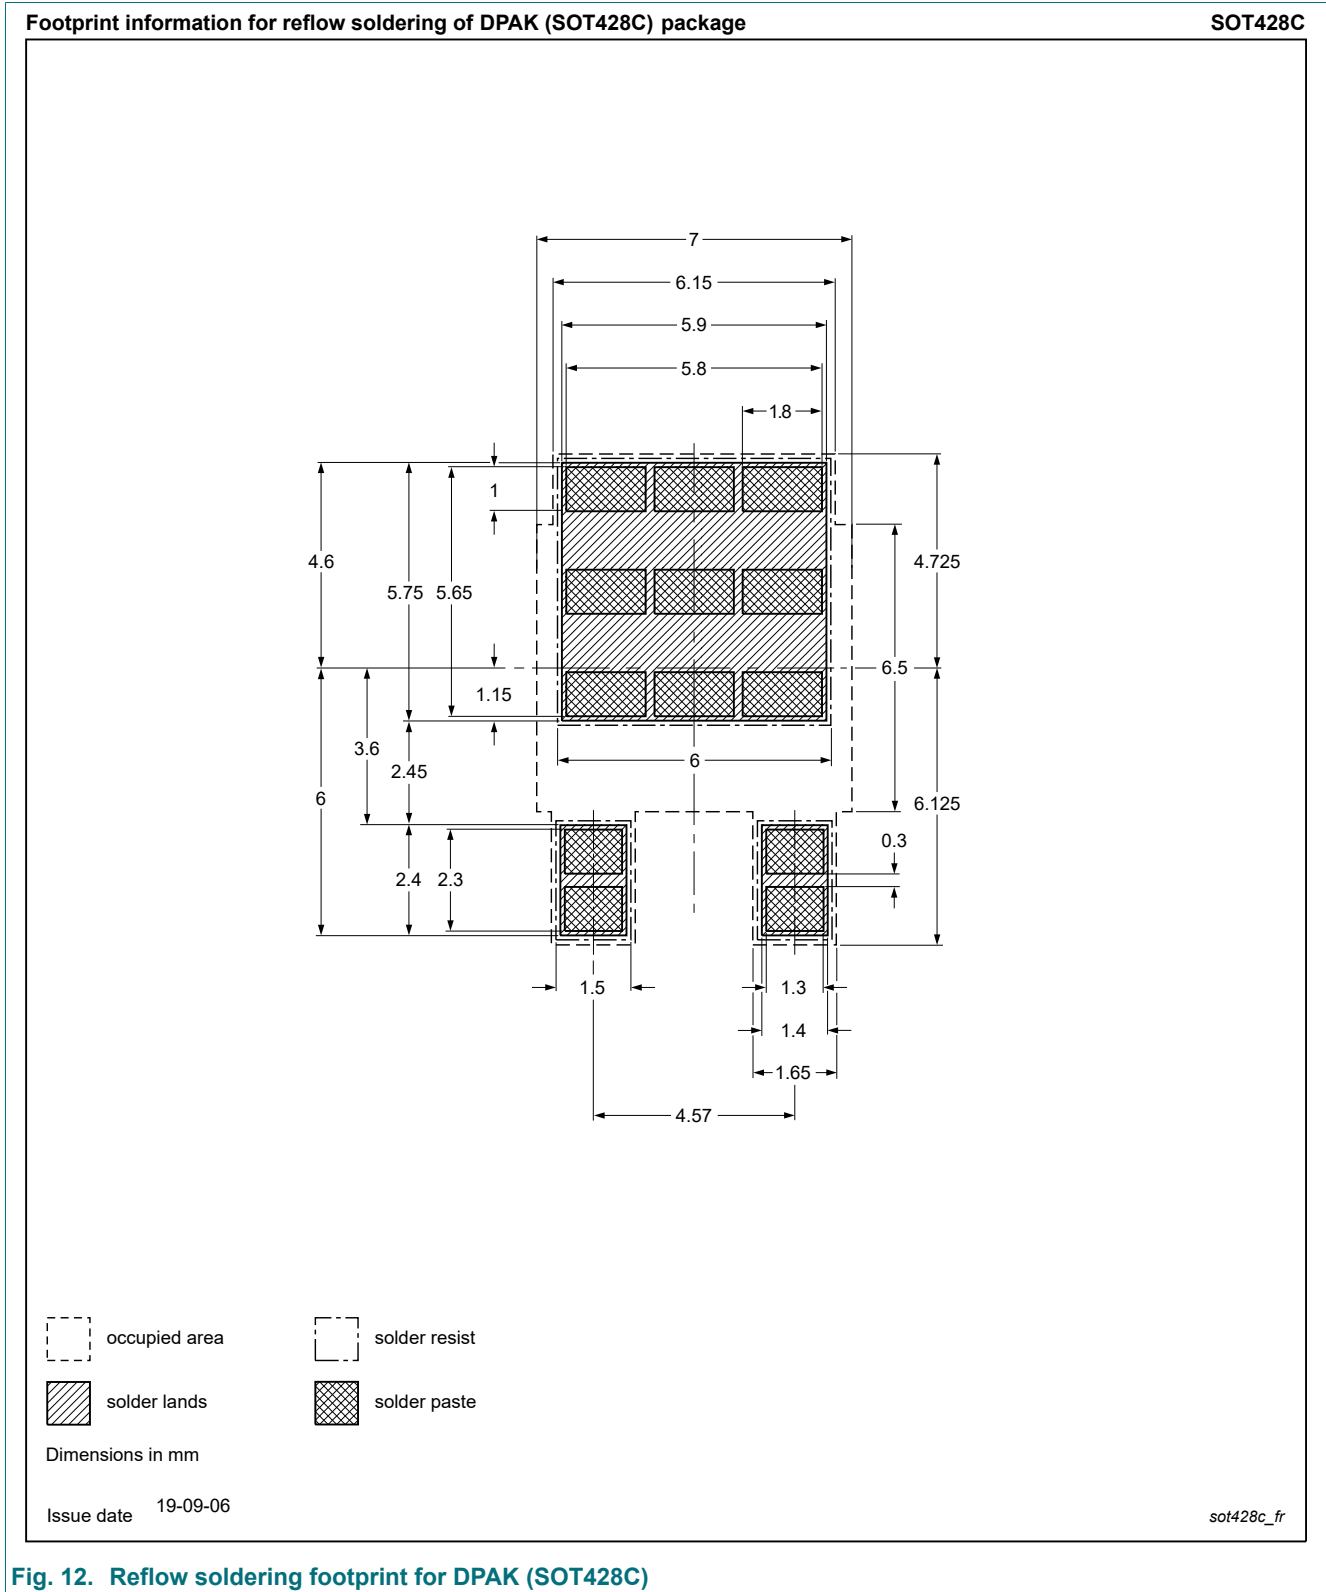 Footprint information for reflow soldering of DPAK (SOT428C) package SOT428C
7
6.15
5.9
5.8
1.8
1
4.6
4.725
5.75 5.65
6.5
1.15
3.6
6
2.45
6
6.125
0.3
2.4 2.3
1.5
1.3
1.4
1.65
4.57
occupied area
solder resist
solder lands
solder paste
Dimensions in mm
Issue date 19-09-06
sot428c_fr
Fig. 12. Reflow soldering footprint for DPAK (SOT428C)